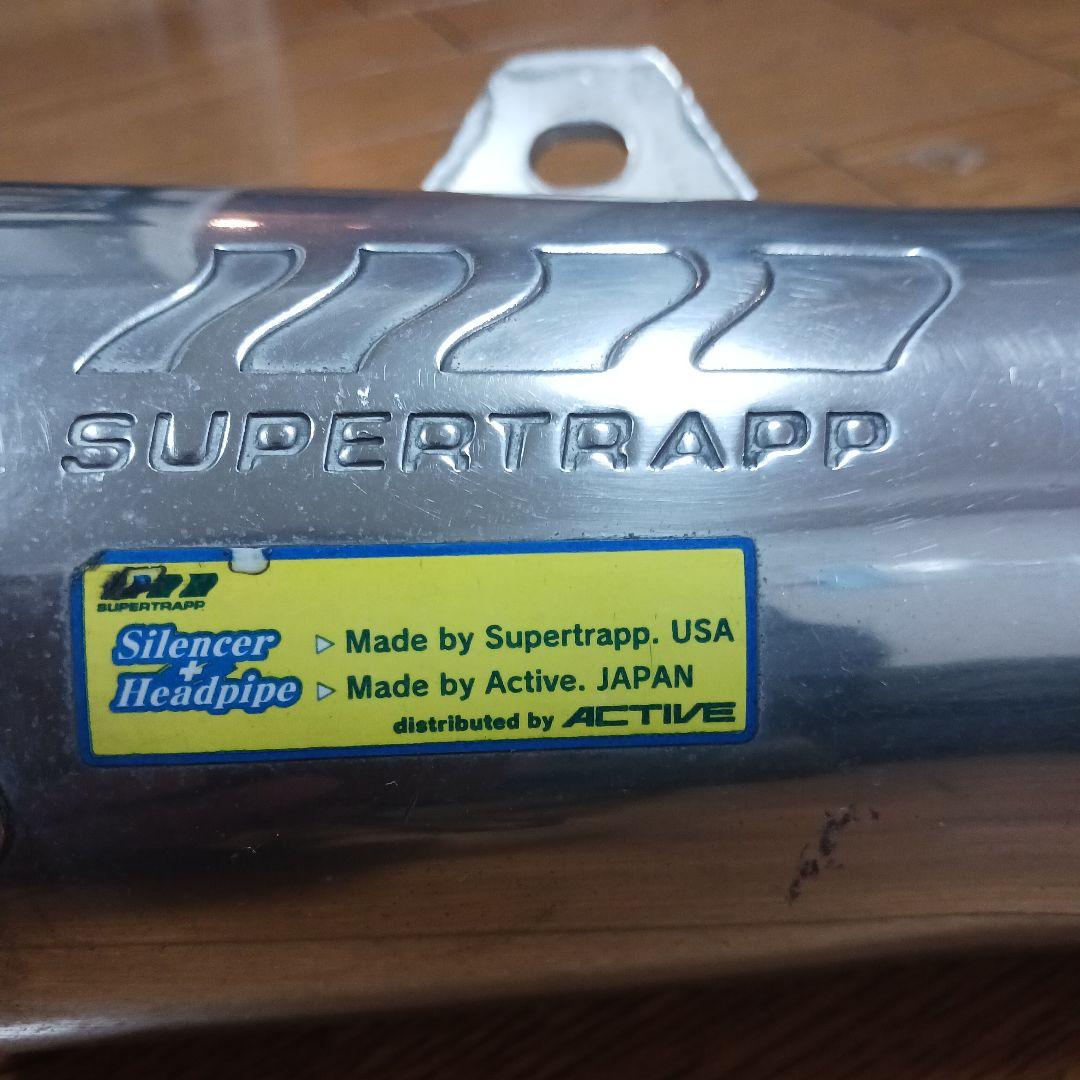 SUPERTRAPP
SUPERTRAPP
Silencer ▷ Made by Supertrapp. USA
+
Headpipe ▷ Made by Active. JAPAN
distributed by ACTIVE